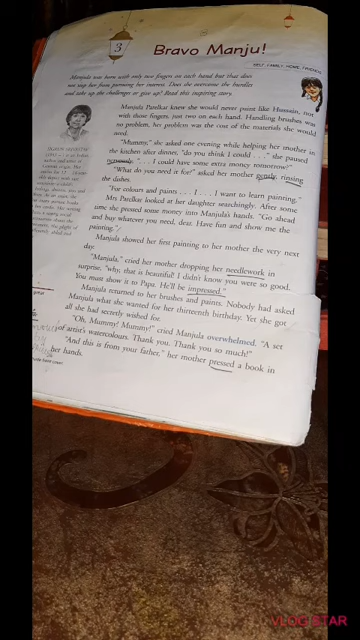 3
Bravo Manju!
SELF, FAMILY, HOME, FRIENDS
Manjula was born with only two fingers on each hand but that does
not stop her from pursuing her interest. Does she overcome the hurdles
and take up the challenges or give up? Read this inspiring story.
Manjula Paedkar knew she would never paint like Hussain, not
with those fingers, just two on each hand. Handling brushes was
no problem, her problem was the cost of the materials she would
need.
"Mummy," she asked one evening while helping her mother in
the kitchen after dinner, "do you think I could . . ." she paused
nervously. ". . . I could have some extra money tomorrow?"
"What do you need it for?" asked her mother gently, rinsing
the dishes.
"For colours and paints . . . I . . . I want to learn painting."
Mrs Paedkar looked at her daughter searchingly. After some
time she pressed some money into Manjula's hands. "Go ahead
and buy whatever you need, dear. Have fun and show me the
painting."
Manjula showed her first painting to her mother the very next
day.
"Manjula," cried her mother dropping her needlework in
surprise, "why, that is beautiful! I didn't know you were so good.
You must show it to Papa. He'll be impressed."
Manjula returned to her brushes and paints. Nobody had asked
Manjula what she wanted for her thirteenth birthday. Yet she got
all she had secretly wished for.
"Oh, Mummy! Mummy!" cried Manjula overwhelmed. "A set
of artist's watercolours. Thank you. Thank you so much!"
"And this is from your father," her mother pressed a book in
her hands.
VLOG STAR